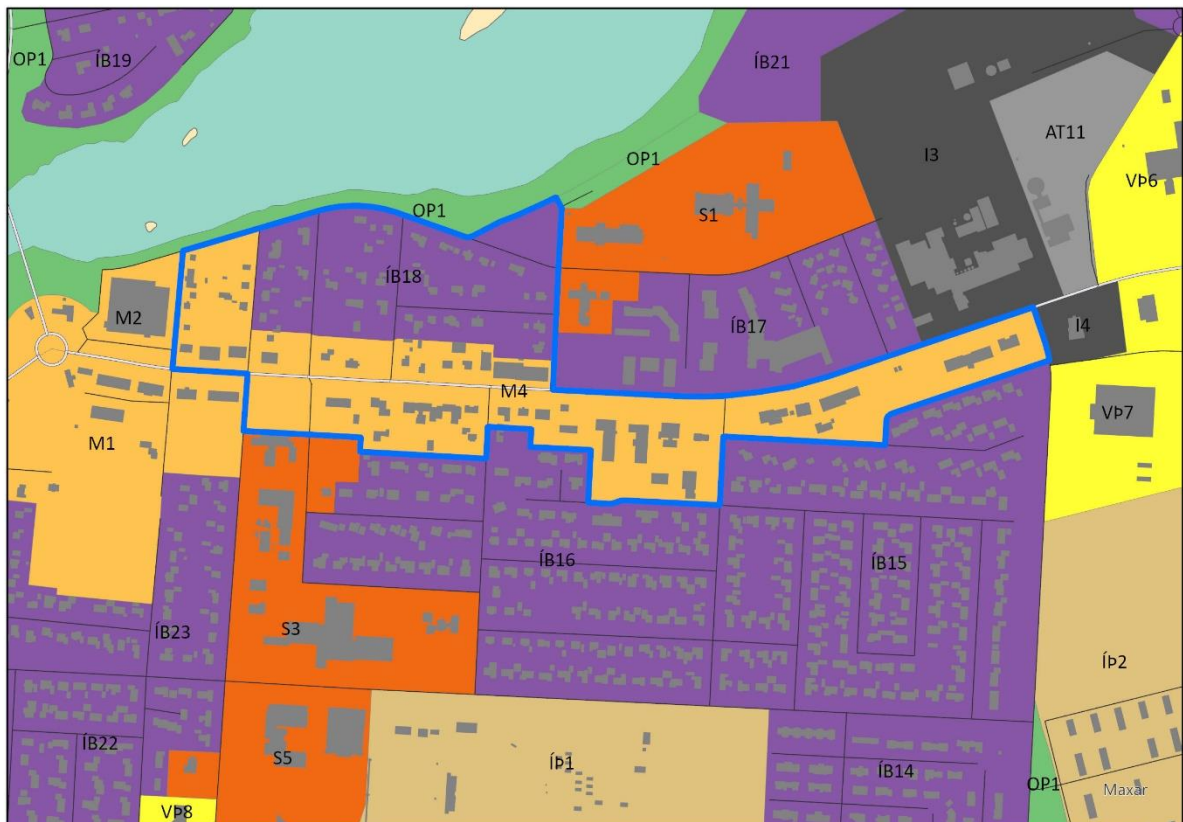 OP1
ÍB19
ÍB21
OP1
I3
AT11
VÞ6
S1
OP1
ÍB18
M2
ÍB17
I4
M4
M1
VÞ7
ÍB16
ÍB15
ÍB23
S3
ÍÞ2
ÍB22
S5
ÍÞ1
ÍB14
OP1
Maxar
VÞ8